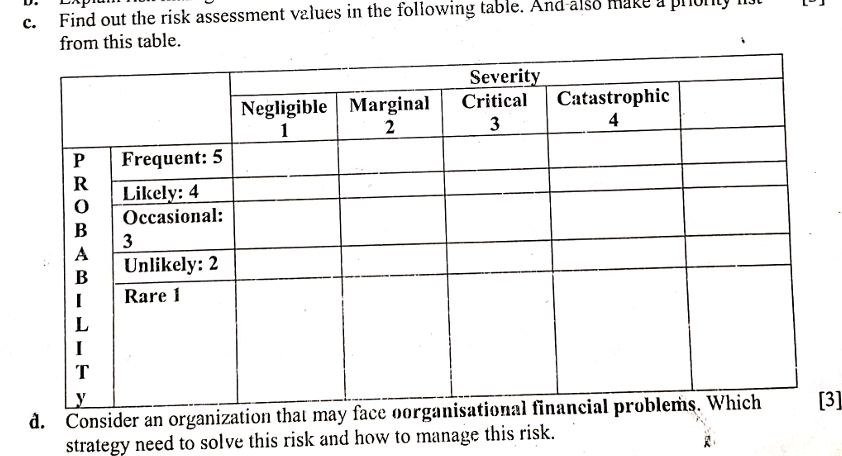 c. Find out the risk assessment values in the following table. And also make a priority list
from this table.
Severity
Negligible Marginal Critical Catastrophic
1 2 3 4
P
R
O
B
A
B
I
L
I
T
y
Frequent: 5
Likely: 4
Occasional:
3
Unlikely: 2
Rare 1
d. Consider an organization that may face oorganisational financial problems. Which [3]
strategy need to solve this risk and how to manage this risk.